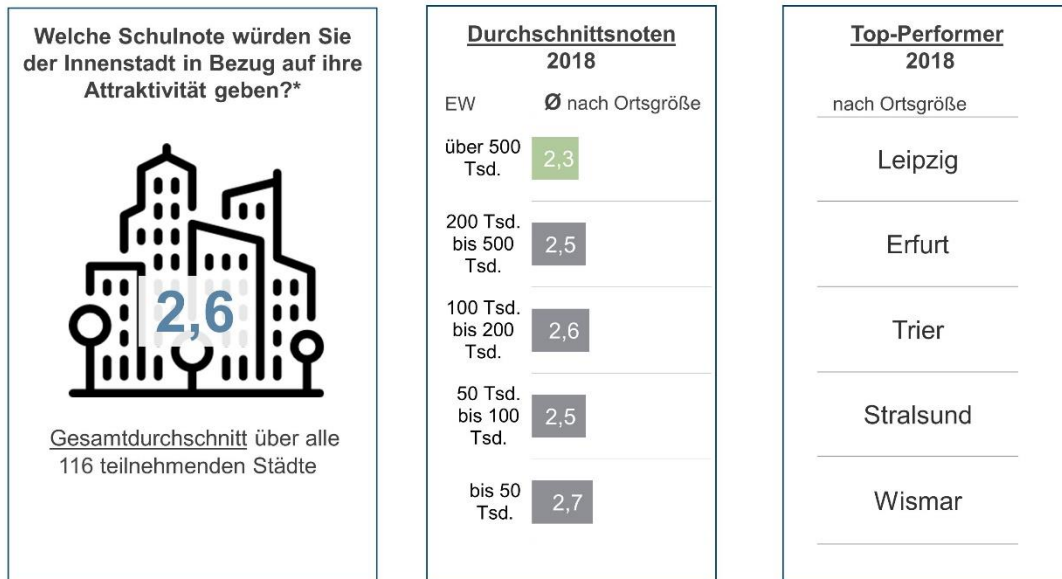 Welche Schulnote würden Sie
der Innenstadt in Bezug auf ihre
Attraktivität geben?*
2,6
Gesamtdurchschnitt über alle
116 teilnehmenden Städte
Durchschnittsnoten
2018
EW Ø nach Ortsgröße
über 500
Tsd.
2,3
200 Tsd.
bis 500
Tsd.
2,5
100 Tsd.
bis 200
Tsd.
2,6
50 Tsd.
bis 100
Tsd.
2,5
bis 50
Tsd.
2,7
Top-Performer
2018
nach Ortsgröße
Leipzig
Erfurt
Trier
Stralsund
Wismar